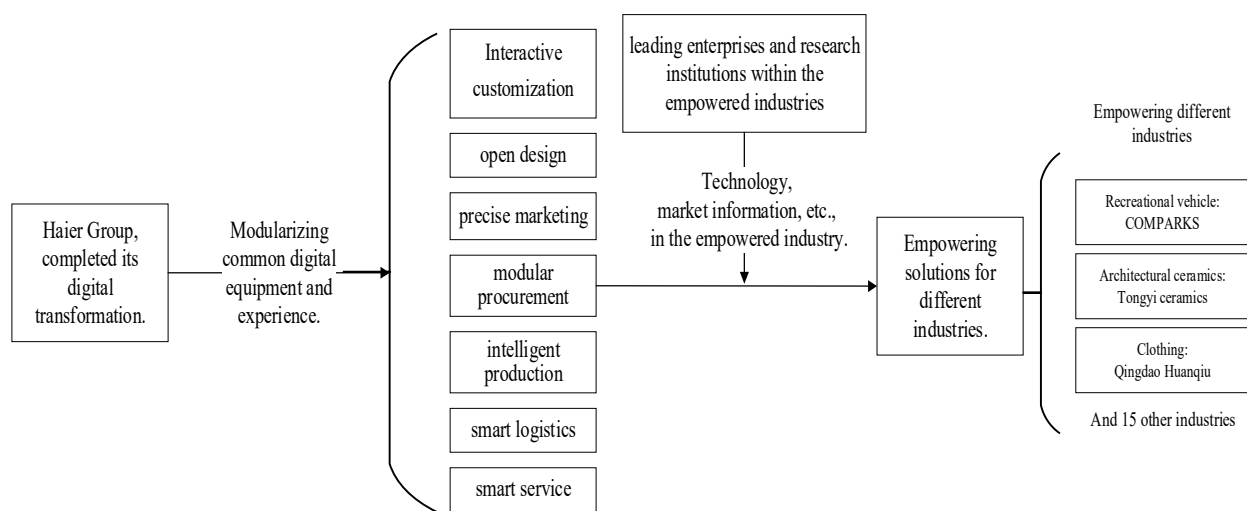 Haier Group,
completed its
digital
transformation.
Modularizing
common digital
equipment and
experience.
Interactive
customization
open design
precise marketing
modular
procurement
intelligent
production
smart logistics
smart service
leading enterprises and research
institutions within the
empowered industries
Technology,
market information, etc.,
in the empowered industry.
Empowering
solutions for
different
industries.
Empowering different
industries
Recreational vehicle:
COMPARKS
Architectural ceramics:
Tongyi ceramics
Clothing:
Qingdao Huanqiu
And 15 other industries